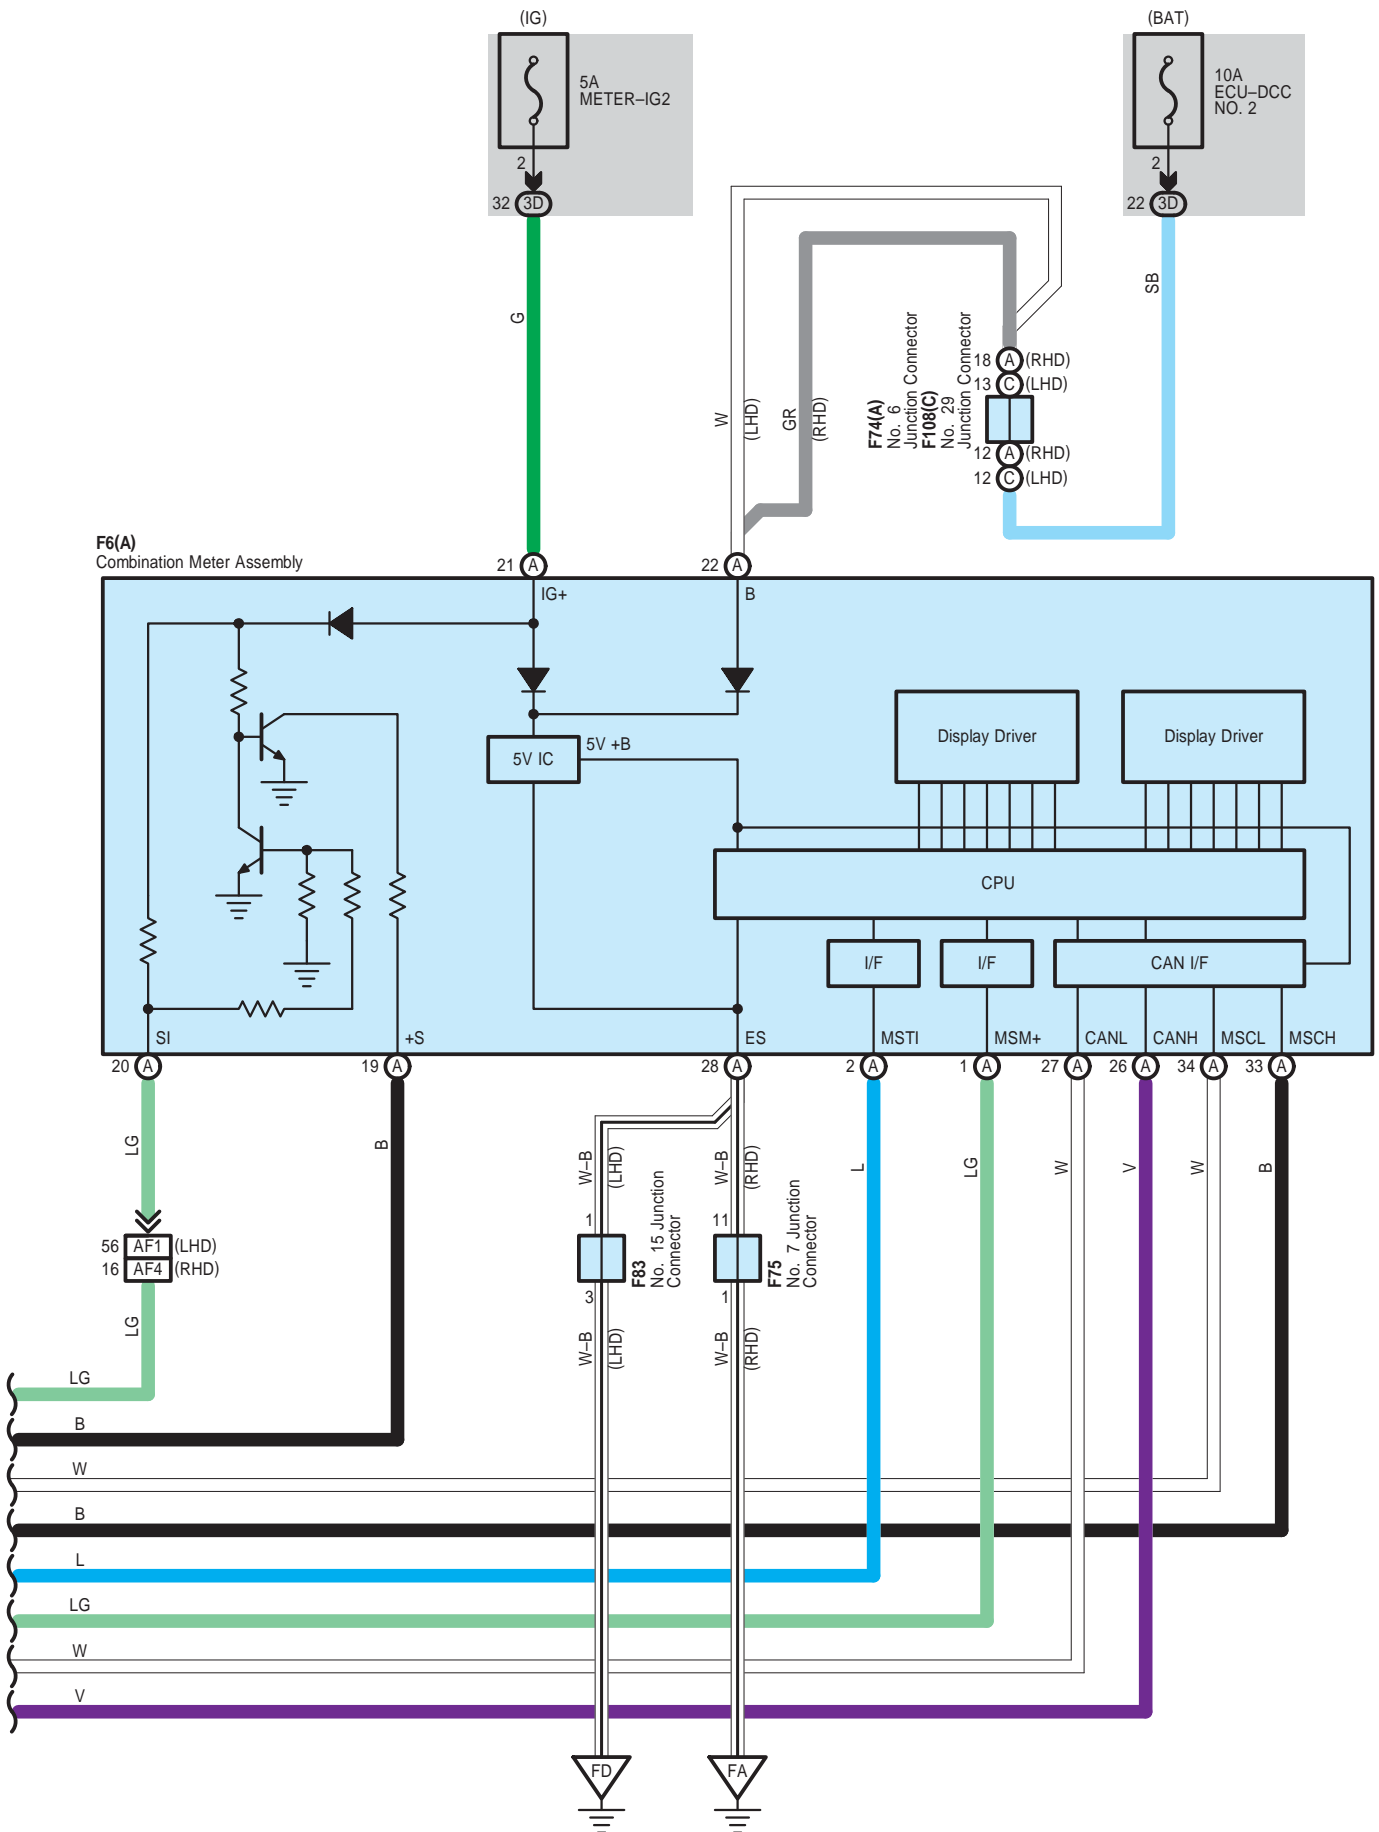 (IG)
(BAT)
5A
METER–IG2
10A
ECU–DCC
NO. 2
2
32 3D
2
22 3D
G
SB
W
(LHD)
GR
(RHD)
F74(A)
No. 6
Junction Connector
F108(C)
No. 29
Junction Connector
18 A (RHD)
13 C (LHD)
12 A (RHD)
12 C (LHD)
F6(A)
Combination Meter Assembly
21 A
22 A
IG+
B
5V IC
5V +B
Display Driver
Display Driver
CPU
I/F
I/F
CAN I/F
SI
+S
ES
MSTI
MSM+
CANL
CANH
MSCL
MSCH
20 A
19 A
28 A
2 A
1 A
27 A
26 A
34 A
33 A
LG
B
W–B
(LHD)
W–B
(RHD)
L
LG
W
V
W
B
56 AF1 (LHD)
16 AF4 (RHD)
LG
1
3
F83
No. 15 Junction
Connector
11
1
F75
No. 7 Junction
Connector
W–B
(LHD)
W–B
(RHD)
LG
B
W
B
L
LG
W
V
FD
FA